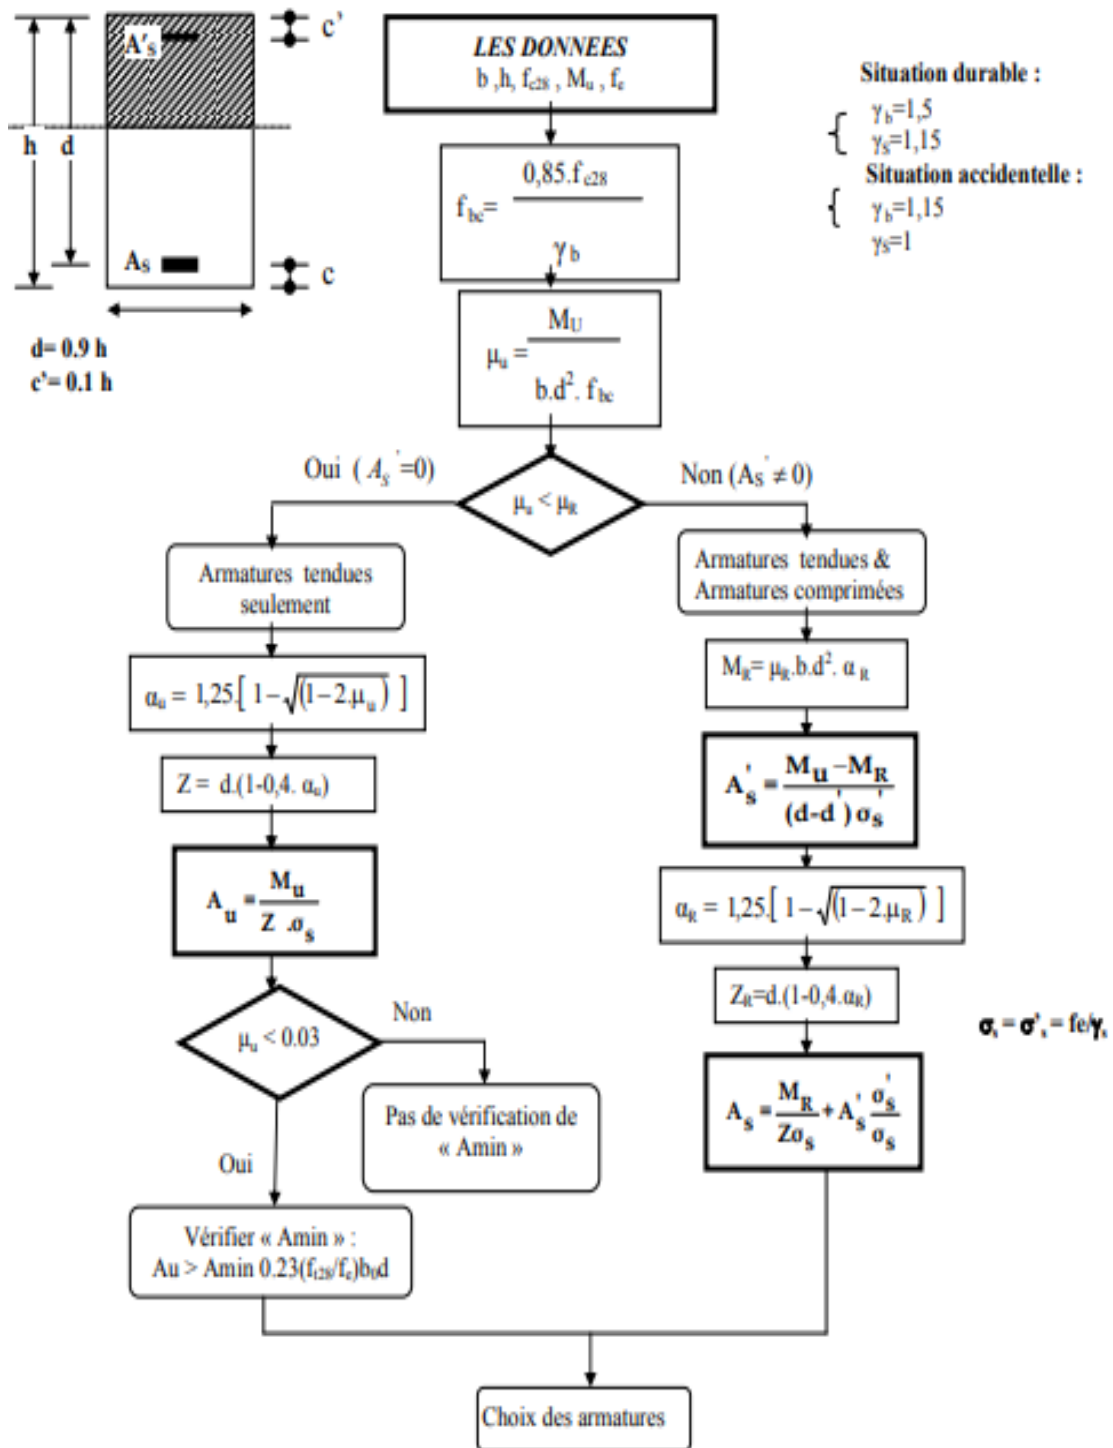 A's
c'
h
d
As
c
d= 0.9 h
c'= 0.1 h
LES DONNEES
b ,h, fc28 , Mu , fe
Situation durable :
γb=1,5
γs=1,15
Situation accidentelle :
γb=1,15
γs=1
fbc= 0,85.fc28 / γb
μu = MU / b.d². fbc
Oui ( As'=0)
μu < μR
Non (As' ≠ 0)
Armatures tendues
seulement
Armatures tendues &
Armatures comprimées
αu = 1,25.[ 1-√(1-2.μu) ]
MR= μR.b.d². αR
Z = d.(1-0,4. αu)
A's = Mu –MR / (d-d')σs'
Au = Mu / Z .σs
αR = 1,25.[ 1-√(1-2.μR) ]
ZR=d.(1-0,4.αR)
μu < 0.03
Non
σs = σ's = fe/γs
Pas de vérification de
« Amin »
As = MR / Zσs + As' σs' / σs
Oui
Vérifier « Amin » :
Au > Amin 0.23(ft28/fe)b0d
Choix des armatures